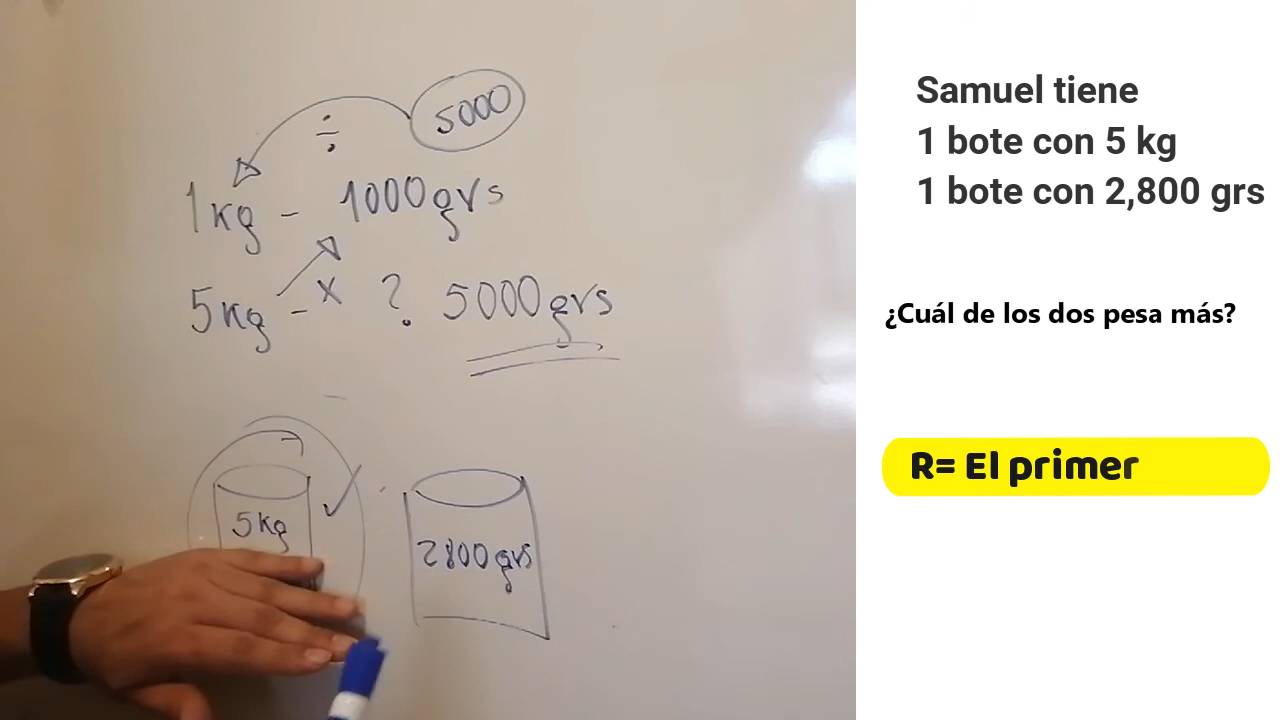 5000
÷
1kg - 1000grs
5kg - x ? 5000grs
5kg
2800grs
Samuel tiene
1 bote con 5 kg
1 bote con 2,800 grs
¿Cuál de los dos pesa más?
R= El primer